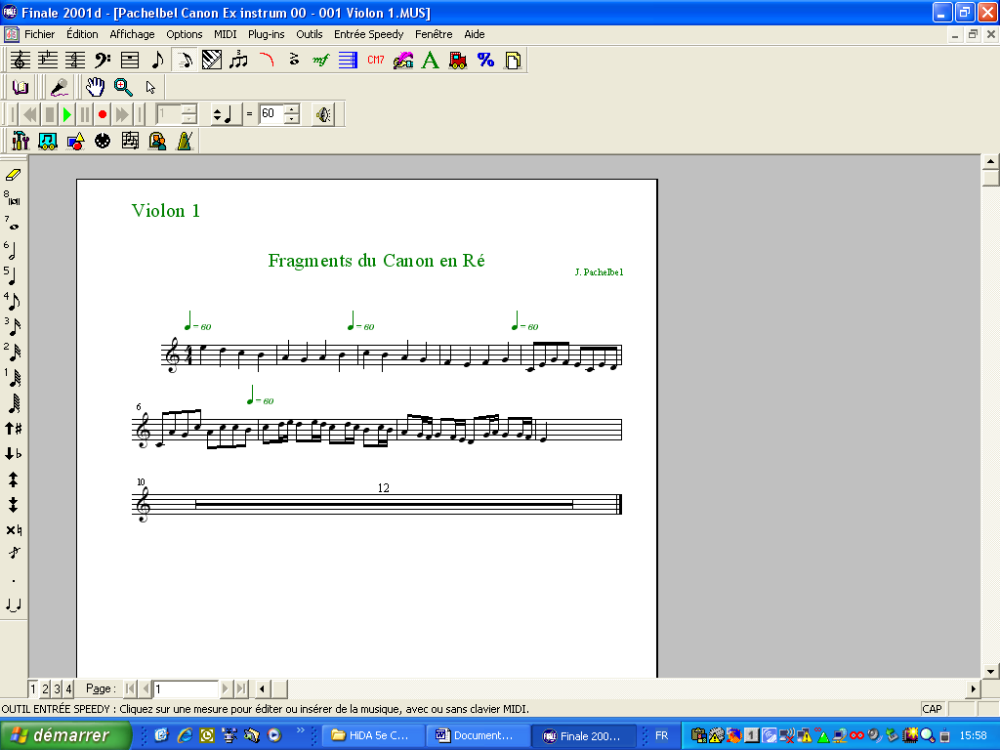 Finale 2001d - [Pachelbel Canon Ex instrum 00 - 001 Violon 1.MUS]
Fichier Édition Affichage Options MIDI Plug-ins Outils Entrée Speedy Fenêtre Aide
mf CM7 A %
1 = 60
8
7
6
5
4
3
2
1
Violon 1
Fragments du Canon en Ré
J. Pachelbel
= 60 = 60 = 60
4
4
6
= 60
10
12
1 2 3 4 Page : 1
OUTIL ENTRÉE SPEEDY : Cliquez sur une mesure pour éditer ou insérer de la musique, avec ou sans clavier MIDI.
CAP
démarrer
HiDA 5e C...
Document...
Finale 200...
FR
15:58